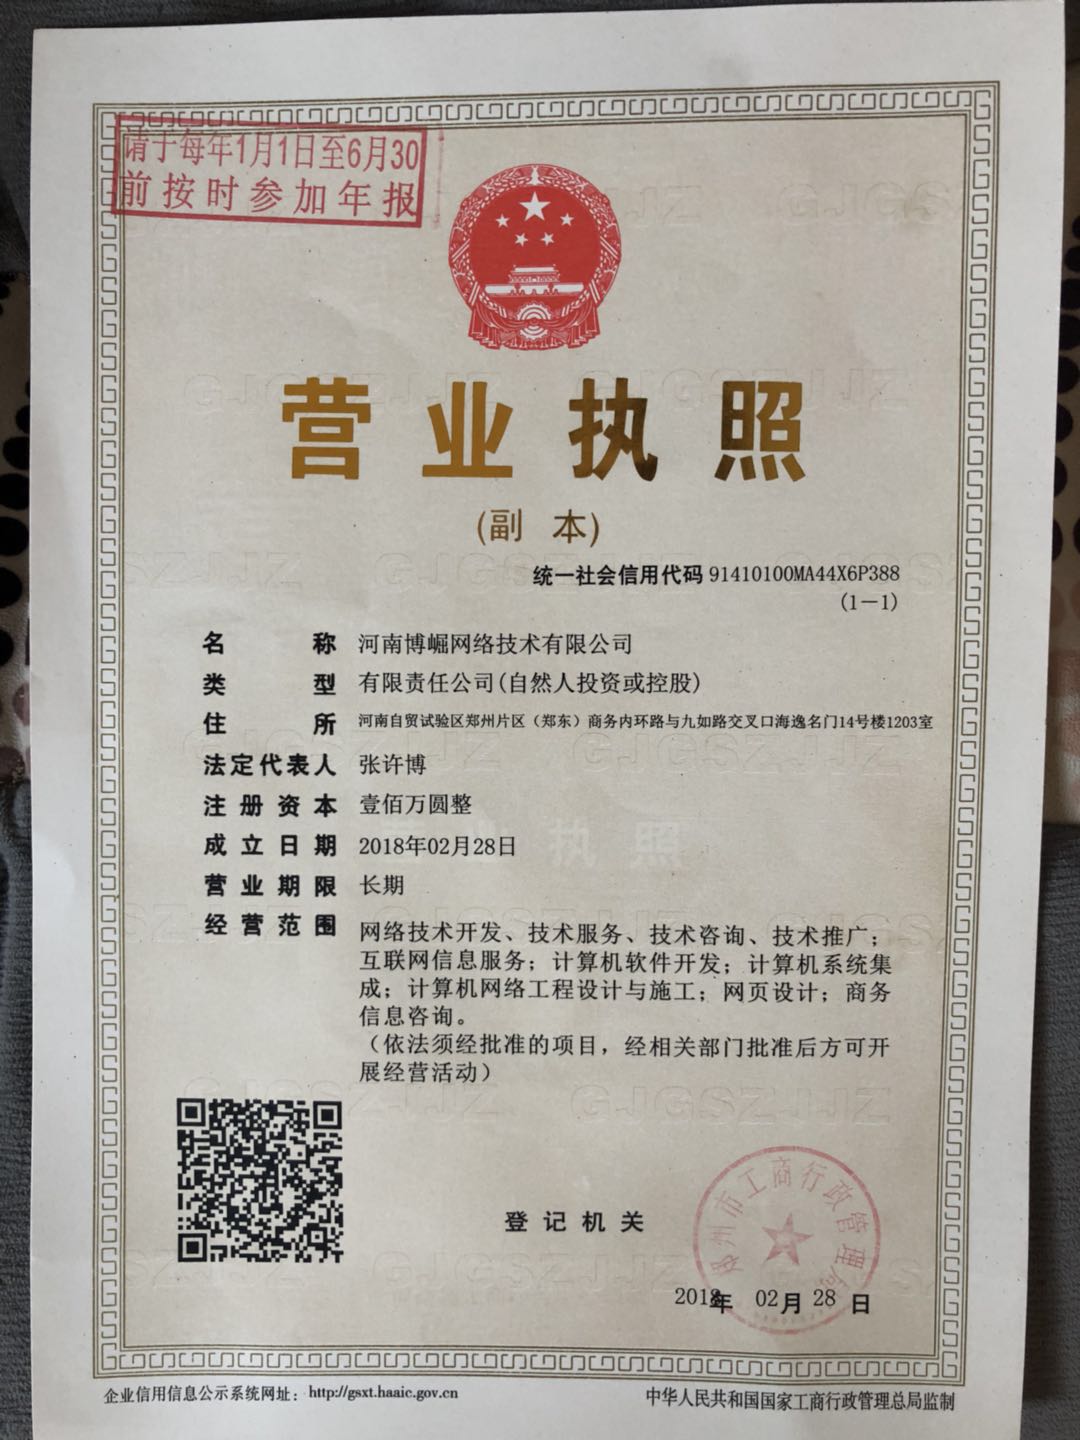 请于每年1月1日至6月30
前按时参加年报
营业执照
(副 本)
统一社会信用代码 91410100MA44X6P388
(1-1)
名称 河南博崛网络技术有限公司
类型 有限责任公司(自然人投资或控股)
住所 河南自贸试验区郑州片区（郑东）商务内环路与九如路交叉口海逸名门14号楼1203室
法定代表人 张许博
注册资本 壹佰万圆整
成立日期 2018年02月28日
营业期限 长期
经营范围 网络技术开发、技术服务、技术咨询、技术推广；
互联网信息服务；计算机软件开发；计算机系统集
成；计算机网络工程设计与施工；网页设计；商务
信息咨询。
（依法须经批准的项目，经相关部门批准后方可开
展经营活动）
登记机关
州市工商行政管理局
2018年 02月 28日
企业信用信息公示系统网址：http://gsxt.haaic.gov.cn
中华人民共和国国家工商行政管理总局监制